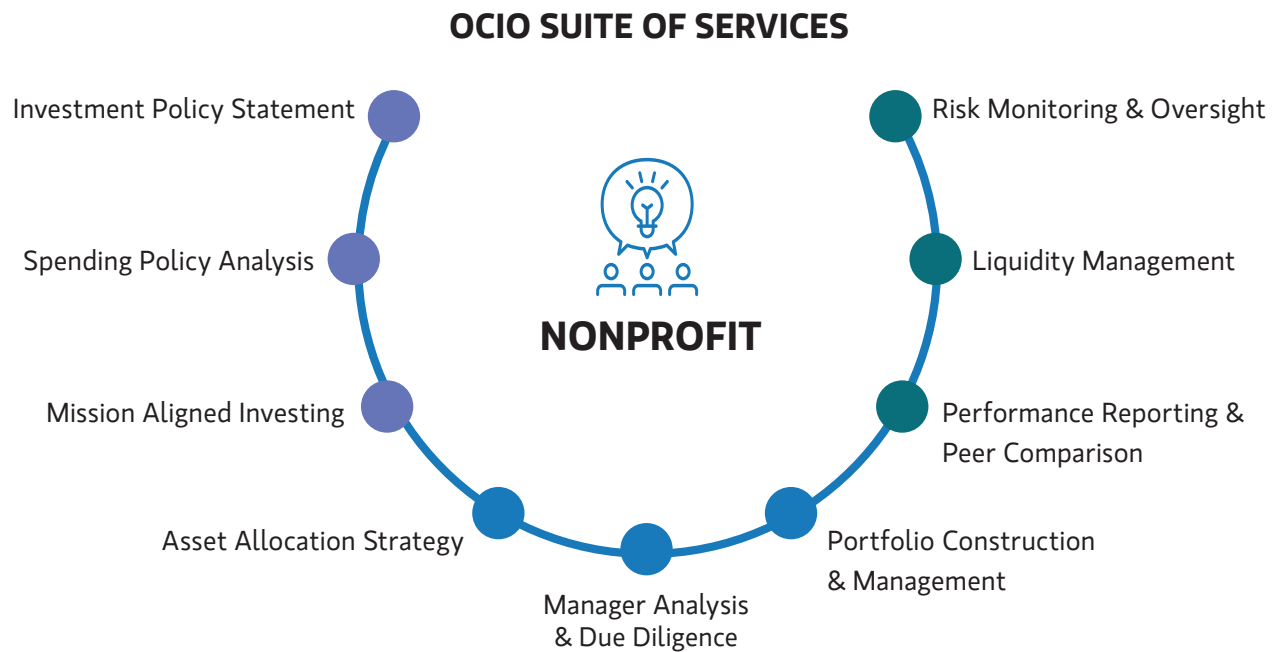 OCIO SUITE OF SERVICES
Investment Policy Statement
Spending Policy Analysis
Mission Aligned Investing
Asset Allocation Strategy
Manager Analysis
& Due Diligence
Portfolio Construction
& Management
Performance Reporting &
Peer Comparison
Liquidity Management
Risk Monitoring & Oversight
NONPROFIT